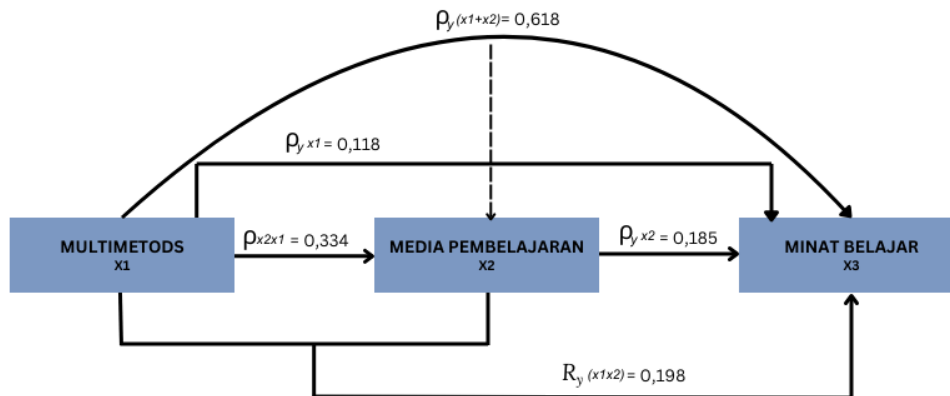 ρy (x1+x2) = 0,618
ρy x1 = 0,118
MULTIMETODS
X1
ρx2x1 = 0,334
MEDIA PEMBELAJARAN
X2
ρy x2 = 0,185
MINAT BELAJAR
X3
Ry (x1x2) = 0,198